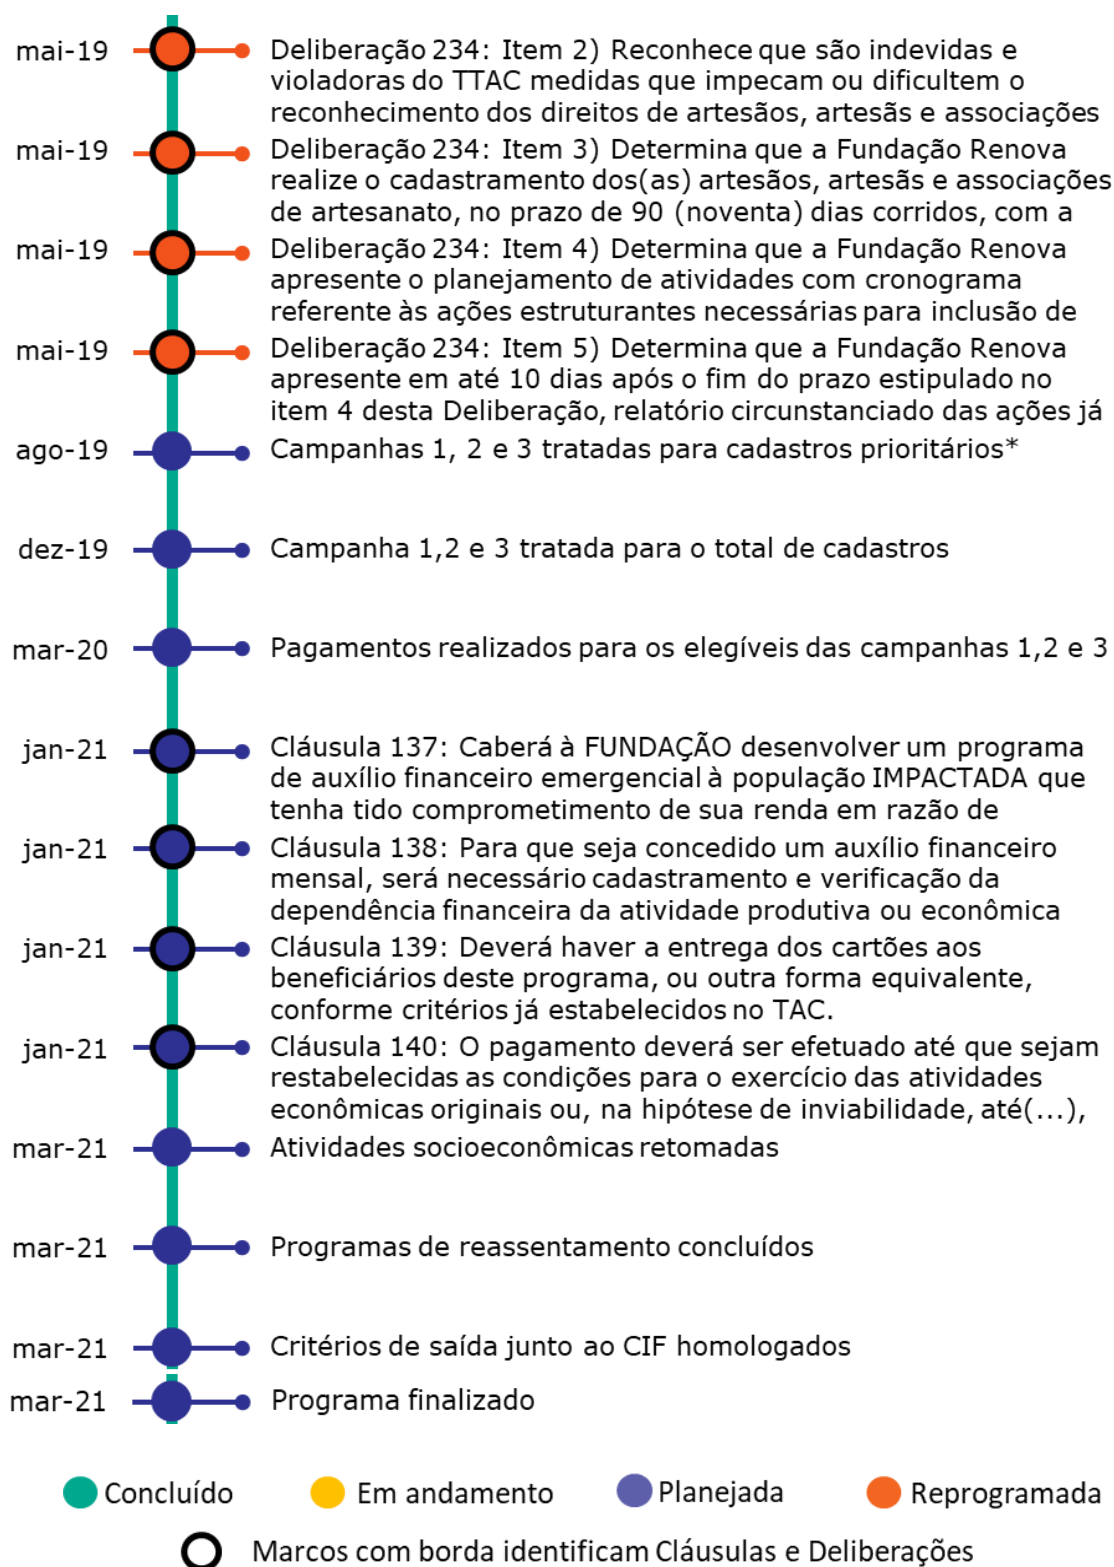 mai-19 Deliberação 234: Item 2) Reconhece que são indevidas e
violadoras do TTAC medidas que impecam ou dificultem o
reconhecimento dos direitos de artesãos, artesãs e associações
mai-19 Deliberação 234: Item 3) Determina que a Fundação Renova
realize o cadastramento dos(as) artesãos, artesãs e associações
de artesanato, no prazo de 90 (noventa) dias corridos, com a
mai-19 Deliberação 234: Item 4) Determina que a Fundação Renova
apresente o planejamento de atividades com cronograma
referente às ações estruturantes necessárias para inclusão de
mai-19 Deliberação 234: Item 5) Determina que a Fundação Renova
apresente em até 10 dias após o fim do prazo estipulado no
item 4 desta Deliberação, relatório circunstanciado das ações já
ago-19 Campanhas 1, 2 e 3 tratadas para cadastros prioritários*
dez-19 Campanha 1,2 e 3 tratada para o total de cadastros
mar-20 Pagamentos realizados para os elegíveis das campanhas 1,2 e 3
jan-21 Cláusula 137: Caberá à FUNDAÇÃO desenvolver um programa
de auxílio financeiro emergencial à população IMPACTADA que
tenha tido comprometimento de sua renda em razão de
jan-21 Cláusula 138: Para que seja concedido um auxílio financeiro
mensal, será necessário cadastramento e verificação da
dependência financeira da atividade produtiva ou econômica
jan-21 Cláusula 139: Deverá haver a entrega dos cartões aos
beneficiários deste programa, ou outra forma equivalente,
conforme critérios já estabelecidos no TAC.
jan-21 Cláusula 140: O pagamento deverá ser efetuado até que sejam
restabelecidas as condições para o exercício das atividades
econômicas originais ou, na hipótese de inviabilidade, até(...),
mar-21 Atividades socioeconômicas retomadas
mar-21 Programas de reassentamento concluídos
mar-21 Critérios de saída junto ao CIF homologados
mar-21 Programa finalizado
Concluído Em andamento Planejada Reprogramada
Marcos com borda identificam Cláusulas e Deliberações